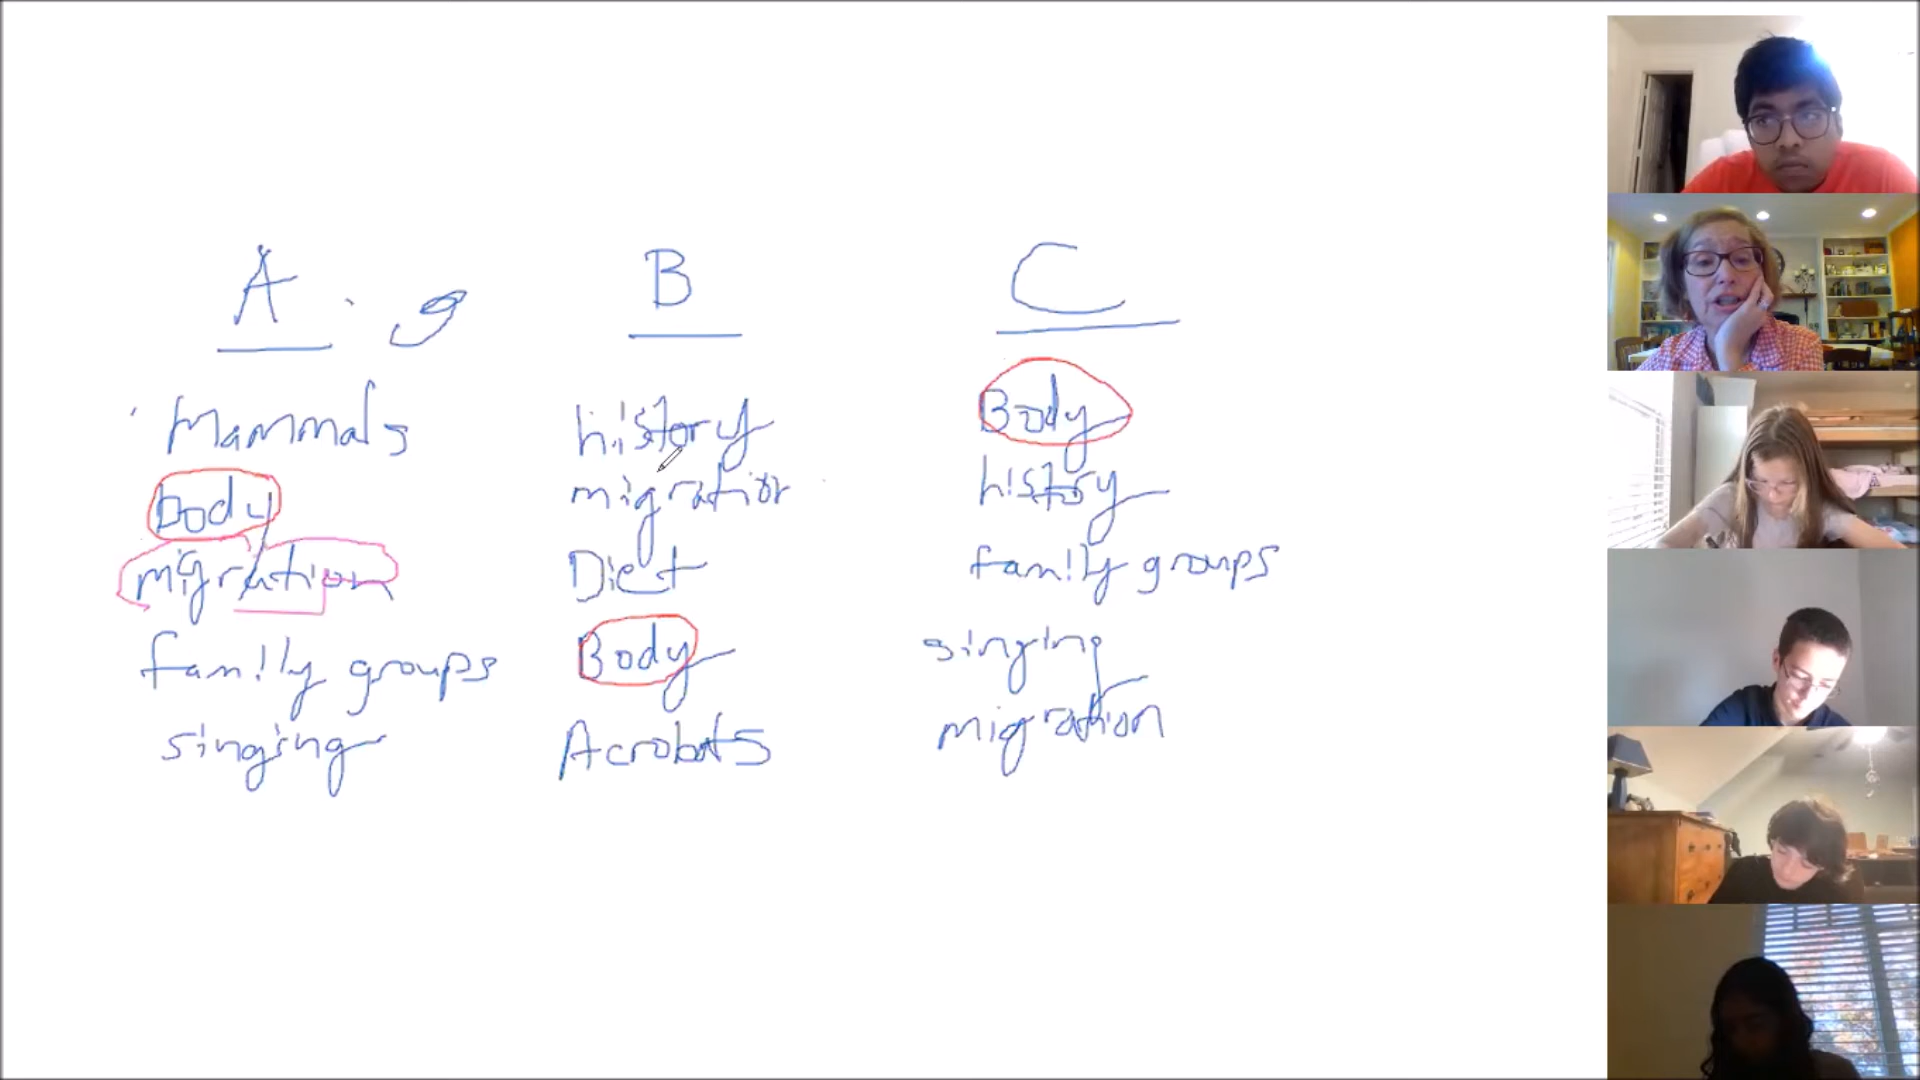 A
B
C
Mammals
body
migration
family groups
singing
history
migration
Diet
Body
Acrobats
Body
history
family groups
singing
migration